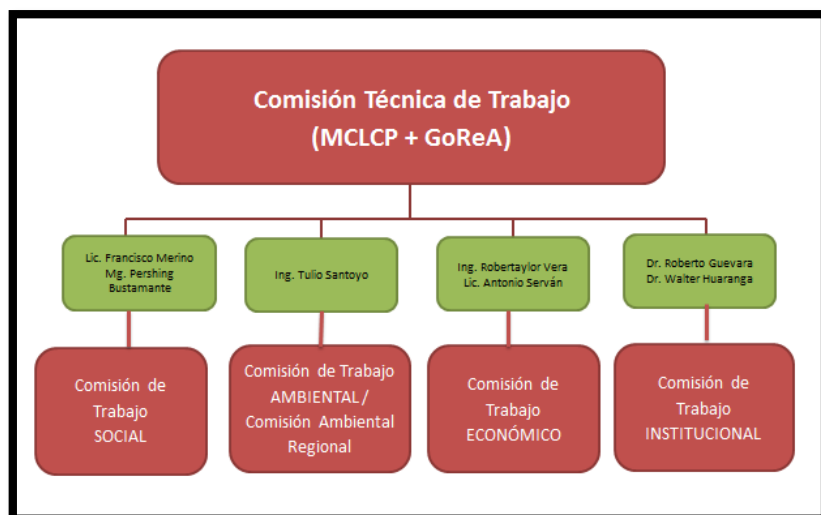 Comisión Técnica de Trabajo
(MCLCP + GoReA)
Lic. Francisco Merino
Mg. Pershing
Bustamante
Ing. Tulio Santoyo
Ing. Robertaylor Vera
Lic. Antonio Serván
Dr. Roberto Guevara
Dr. Walter Huaranga
Comisión de
Trabajo
SOCIAL
Comisión de Trabajo
AMBIENTAL/
Comisión Ambiental
Regional
Comisión de
Trabajo
ECONÓMICO
Comisión de
Trabajo
INSTITUCIONAL